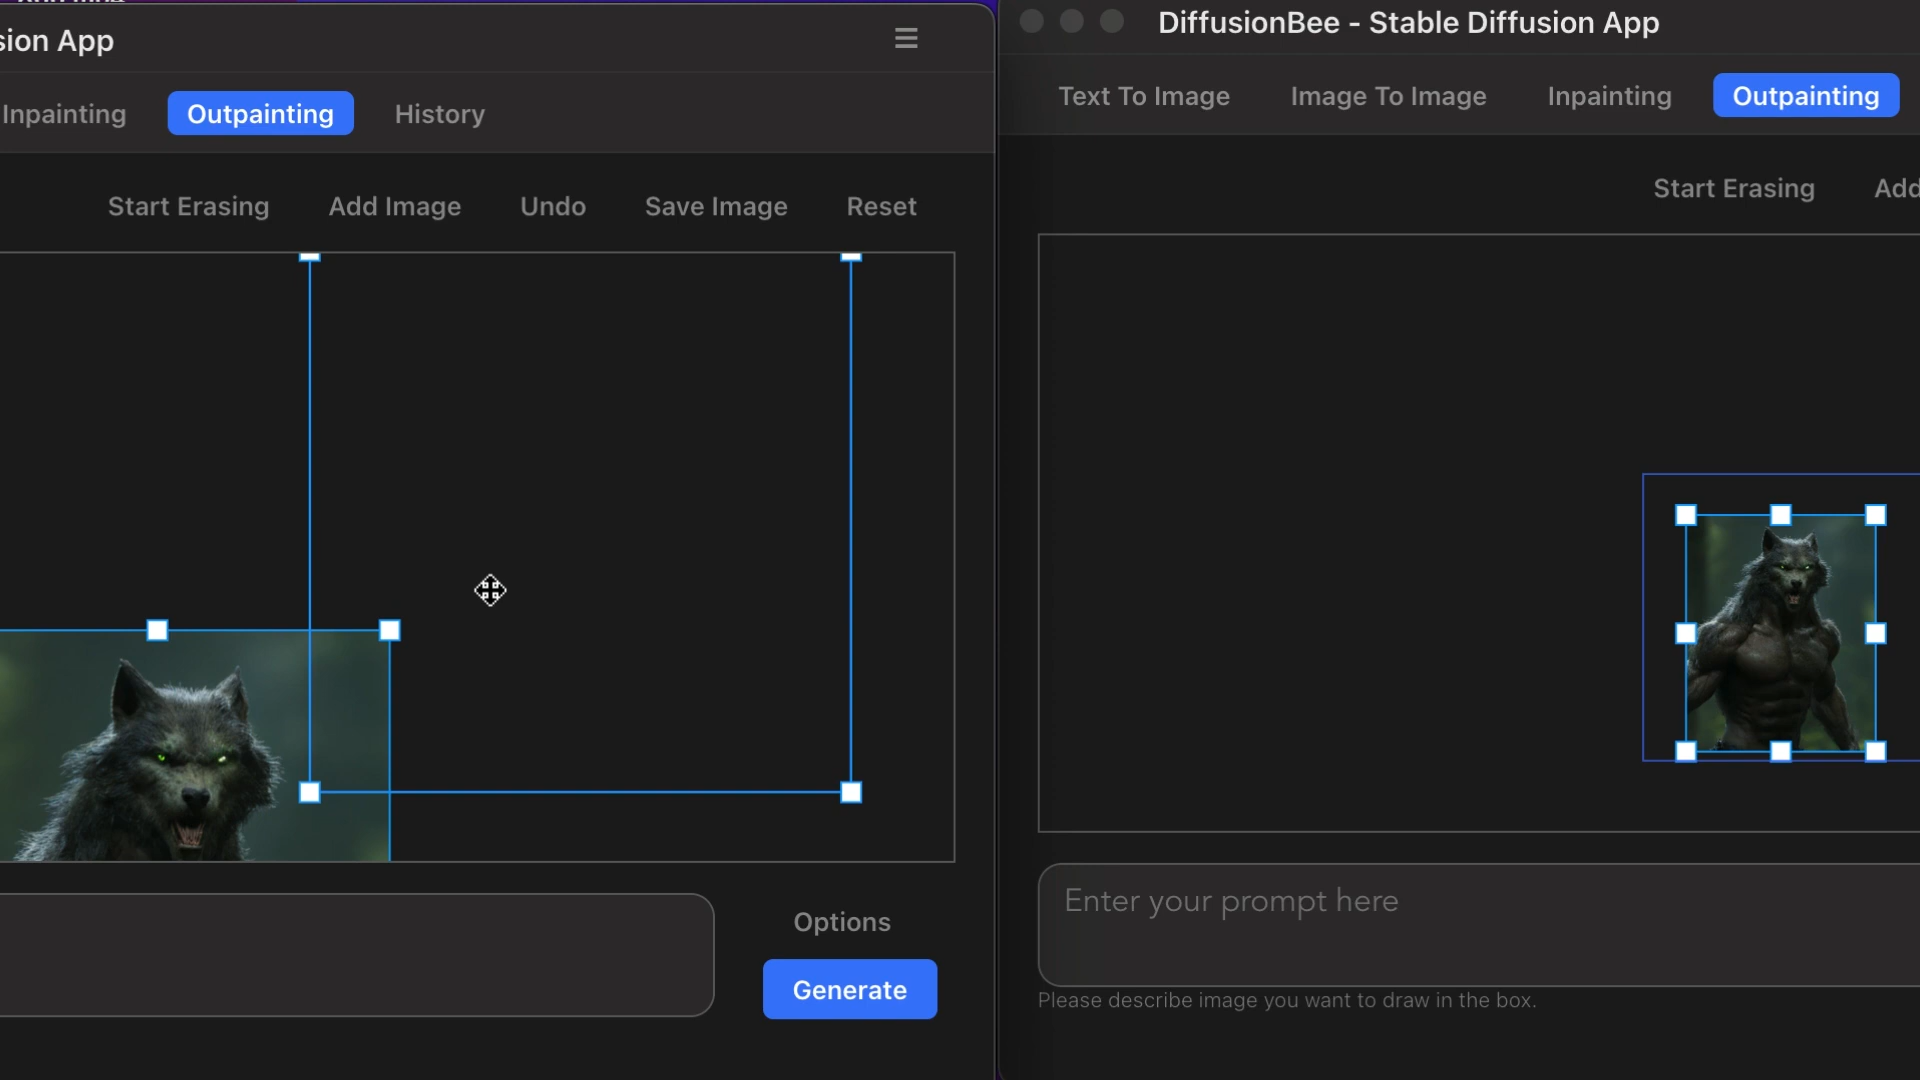 sion App
Inpainting
Outpainting
History
Start Erasing
Add Image
Undo
Save Image
Reset
Options
Generate
DiffusionBee - Stable Diffusion App
Text To Image
Image To Image
Inpainting
Outpainting
Start Erasing
Add
Enter your prompt here
Please describe image you want to draw in the box.